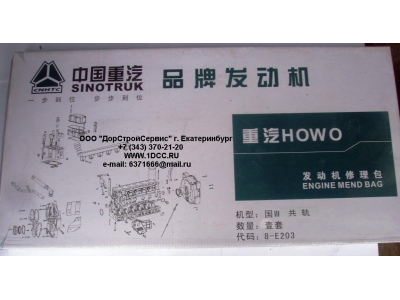 CNHTC
中国重汽
SINOTRUK
一步到位 步步到位
品牌发动机
ООО "ДорСтройСервис" г. Екатеринбург
+7 (343) 370-21-20
WWW.1DCC.RU
e-mail: 6371666@mail.ru
重汽HOWO
发动机修理包
ENGINE MEND BAG
机型：国Ⅲ 共轨
数量：壹套
代码：8-E203